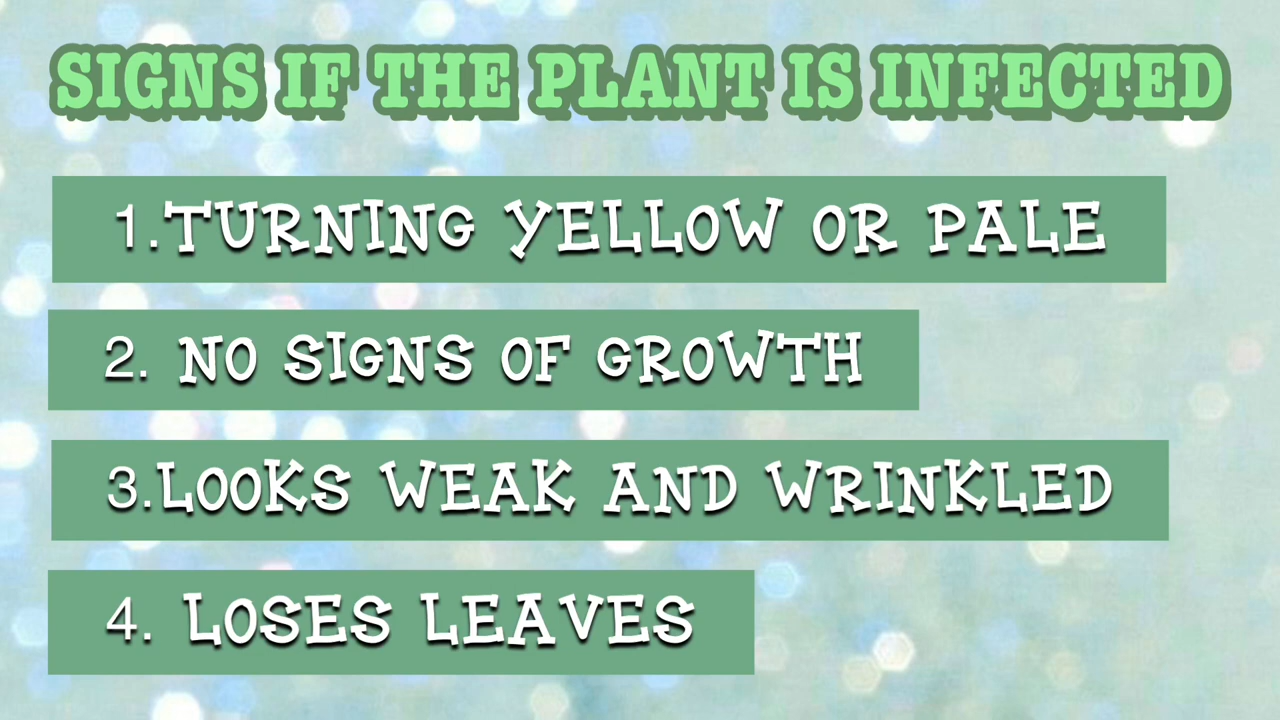 SIGNS IF THE PLANT IS INFECTED
1.TURNING YELLOW OR PALE
2. NO SIGNS OF GROWTH
3.LOOKS WEAK AND WRINKLED
4. LOSES LEAVES